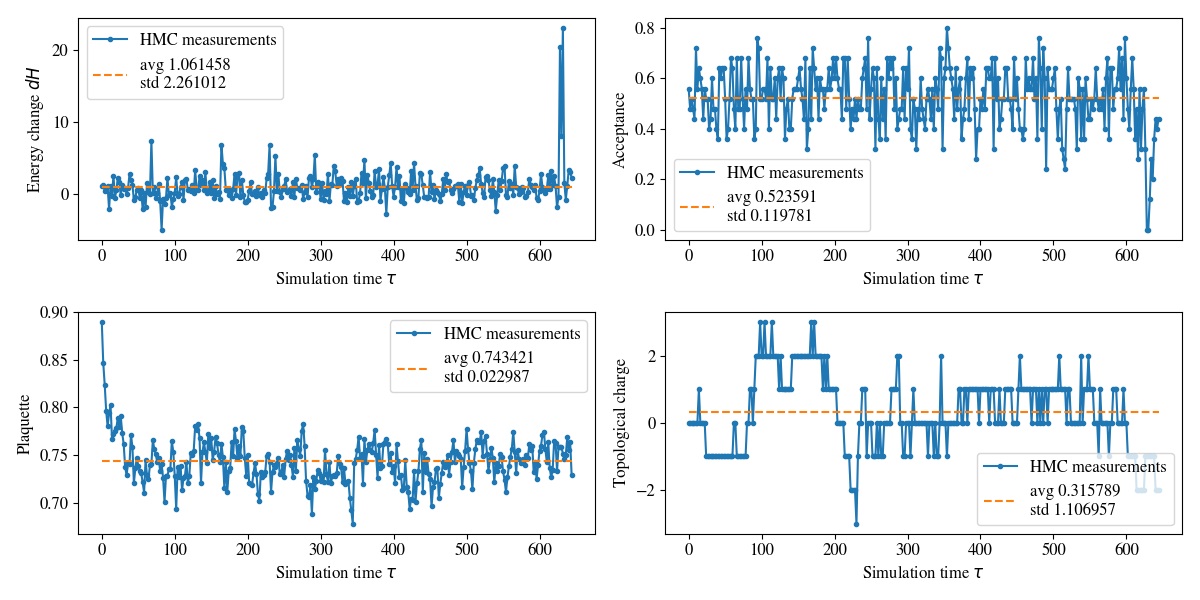 20
10
0
Energy change dH
HMC measurements
avg 1.061458
std 2.261012
0 100 200 300 400 500 600
Simulation time τ
0.8
0.6
0.4
0.2
0.0
Acceptance
HMC measurements
avg 0.523591
std 0.119781
0 100 200 300 400 500 600
Simulation time τ
0.90
0.85
0.80
0.75
0.70
Plaquette
HMC measurements
avg 0.743421
std 0.022987
0 100 200 300 400 500 600
Simulation time τ
2
0
−2
Topological charge
HMC measurements
avg 0.315789
std 1.106957
0 100 200 300 400 500 600
Simulation time τ